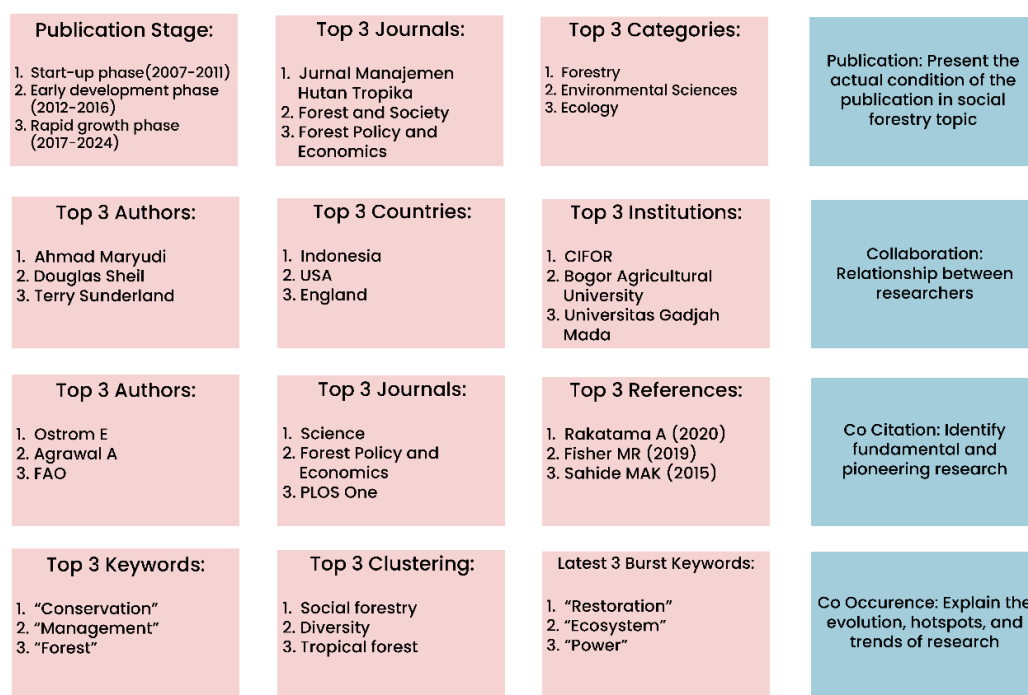 Publication Stage:
1. Start-up phase(2007-2011)
2. Early development phase
(2012-2016)
3. Rapid growth phase
(2017-2024)
Top 3 Journals:
1. Jurnal Manajemen
Hutan Tropika
2. Forest and Society
3. Forest Policy and
Economics
Top 3 Categories:
1. Forestry
2. Environmental Sciences
3. Ecology
Publication: Present the
actual condition of the
publication in social
forestry topic
Top 3 Authors:
1. Ahmad Maryudi
2. Douglas Sheil
3. Terry Sunderland
Top 3 Countries:
1. Indonesia
2. USA
3. England
Top 3 Institutions:
1. CIFOR
2. Bogor Agricultural
University
3. Universitas Gadjah
Mada
Collaboration:
Relationship between
researchers
Top 3 Authors:
1. Ostrom E
2. Agrawal A
3. FAO
Top 3 Journals:
1. Science
2. Forest Policy and
Economics
3. PLOS One
Top 3 References:
1. Rakatama A (2020)
2. Fisher MR (2019)
3. Sahide MAK (2015)
Co Citation: Identify
fundamental and
pioneering research
Top 3 Keywords:
1. “Conservation”
2. “Management”
3. “Forest”
Top 3 Clustering:
1. Social forestry
2. Diversity
3. Tropical forest
Latest 3 Burst Keywords:
1. “Restoration”
2. “Ecosystem”
3. “Power”
Co Occurence: Explain the
evolution, hotspots, and
trends of research